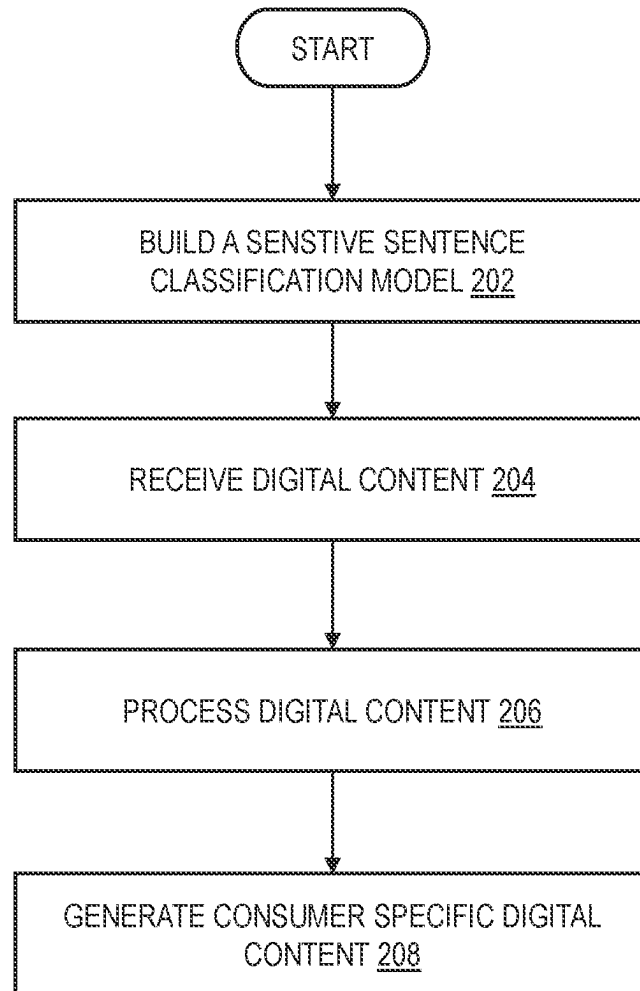 START
BUILD A SENSTIVE SENTENCE
CLASSIFICATION MODEL 202
RECEIVE DIGITAL CONTENT 204
PROCESS DIGITAL CONTENT 206
GENERATE CONSUMER SPECIFIC DIGITAL
CONTENT 208